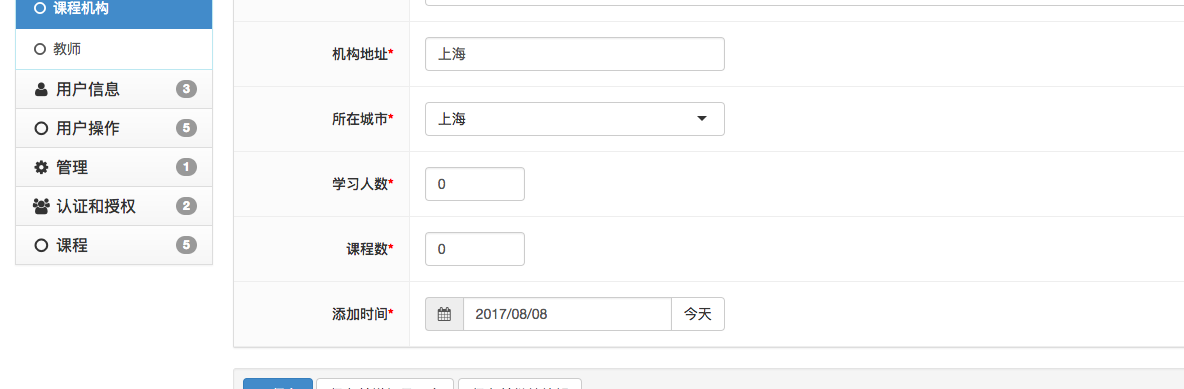 课程机构
教师
用户信息 3
用户操作 5
管理 1
认证和授权 2
课程 5
机构地址* 上海
所在城市* 上海
学习人数* 0
课程数* 0
添加时间* 2017/08/08 今天